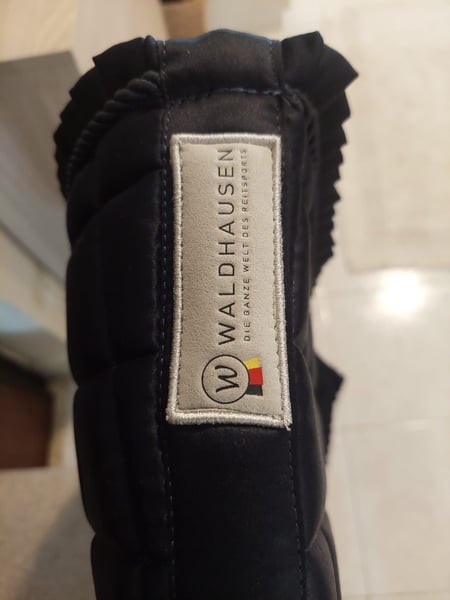 W WALDHAUSEN
DIE GANZE WELT DES REITSPORTS